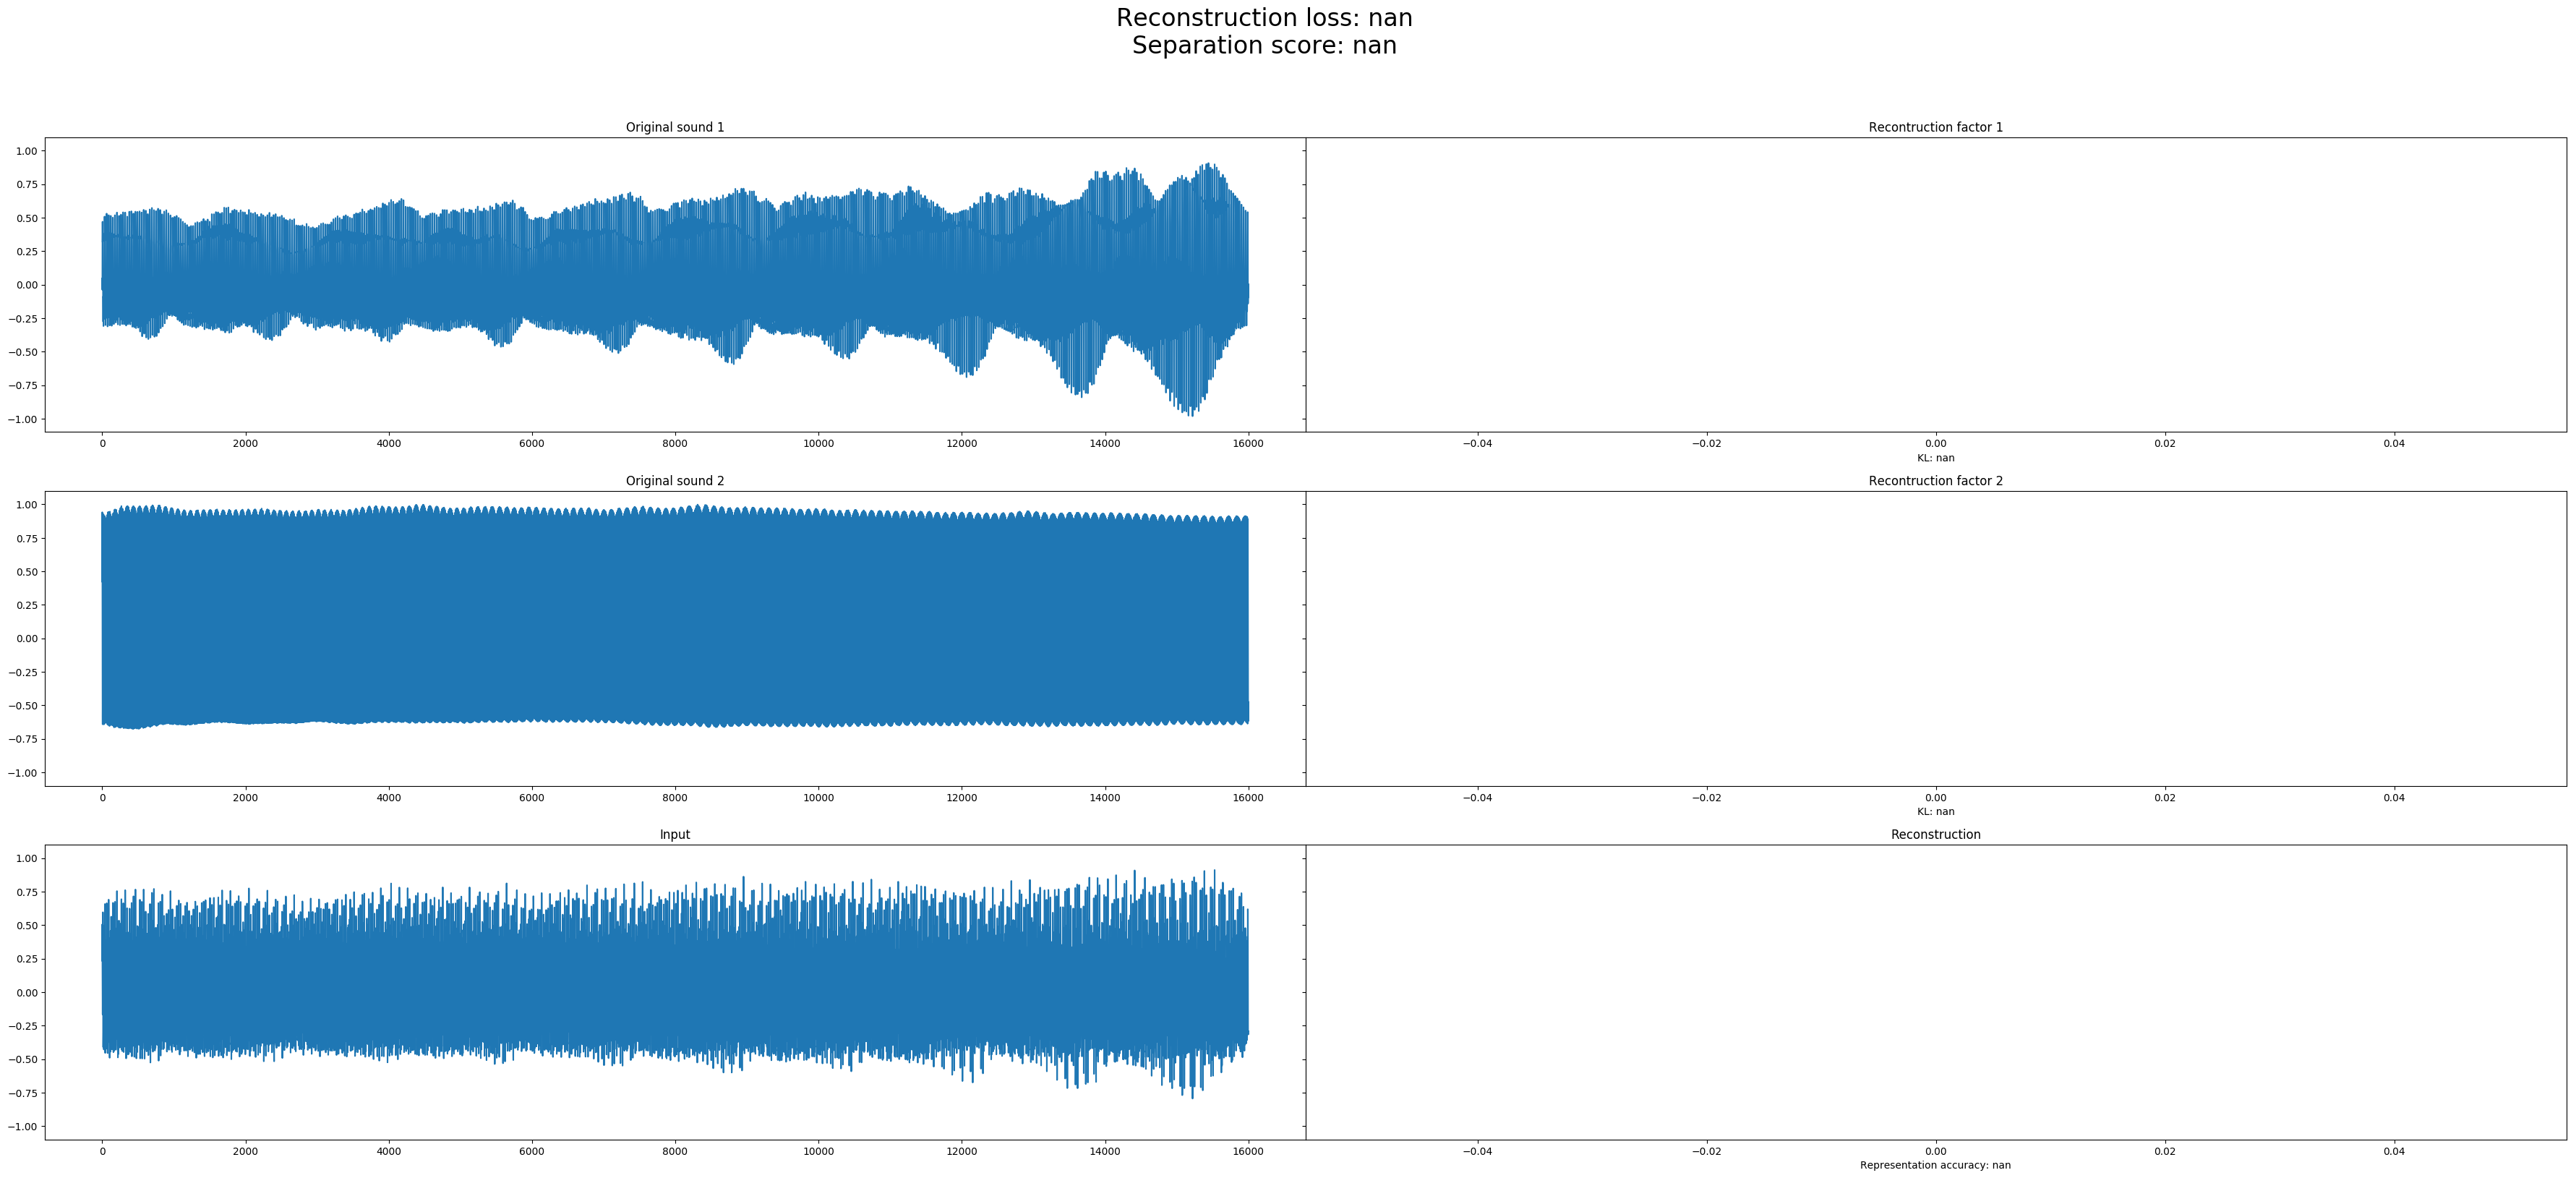 Reconstruction loss: nan
Separation score: nan
Original sound 1
Recontruction factor 1
1.00
0.75
0.50
0.25
0.00
−0.25
−0.50
−0.75
−1.00
0 2000 4000 6000 8000 10000 12000 14000 16000
−0.04 −0.02 0.00 0.02 0.04
KL: nan
Original sound 2
Recontruction factor 2
1.00
0.75
0.50
0.25
0.00
−0.25
−0.50
−0.75
−1.00
0 2000 4000 6000 8000 10000 12000 14000 16000
−0.04 −0.02 0.00 0.02 0.04
KL: nan
Input
Reconstruction
1.00
0.75
0.50
0.25
0.00
−0.25
−0.50
−0.75
−1.00
0 2000 4000 6000 8000 10000 12000 14000 16000
−0.04 −0.02 0.00 0.02 0.04
Representation accuracy: nan